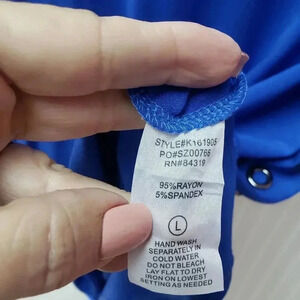 STYLE#K161905
PO#SZ00766
RN#84319
95%RAYON
5%SPANDEX
L
HAND WASH
SEPARATELY IN
COLD WATER
DO NOT BLEACH
LAY FLAT TO DRY
IRON ON LOWEST
SETTING AS NEEDED